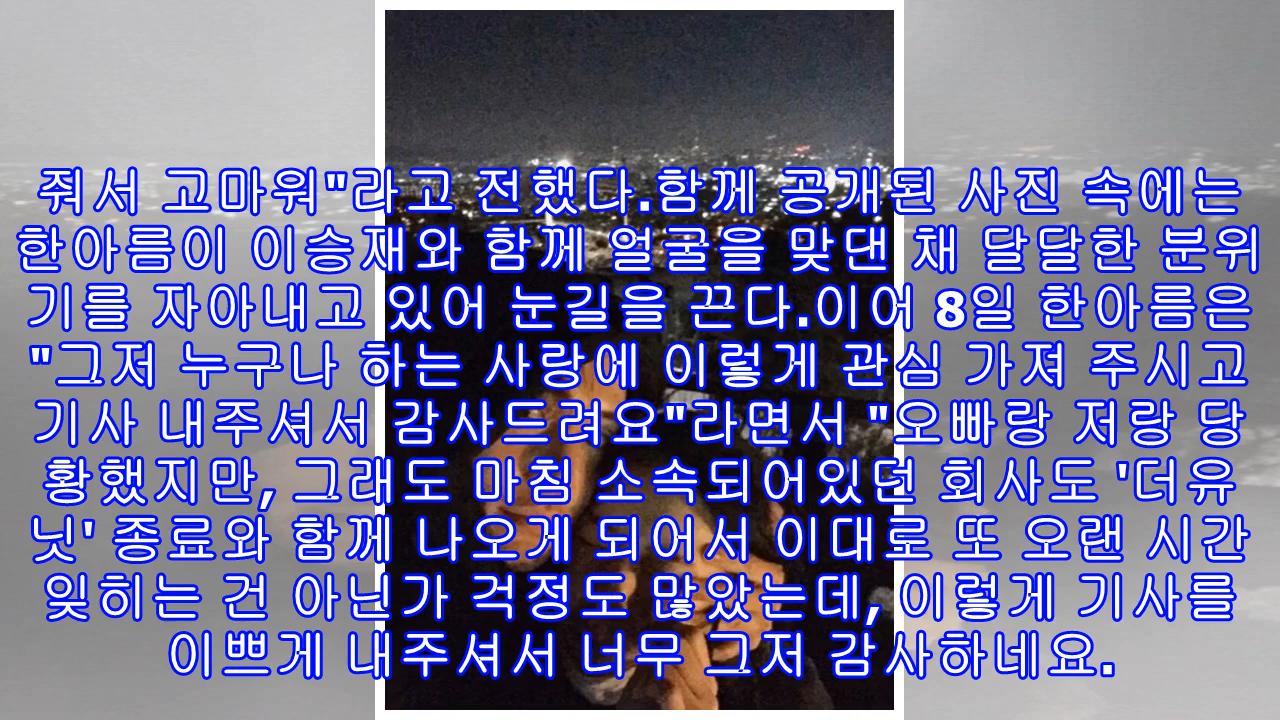 줘서 고마워"라고 전했다.함께 공개된 사진 속에는
한아름이 이승재와 함께 얼굴을 맞댄 채 달달한 분위
기를 자아내고 있어 눈길을 끈다.이어 8일 한아름은
"그저 누구나 하는 사랑에 이렇게 관심 가져 주시고
기사 내주셔서 감사드려요"라면서 "오빠랑 저랑 당
황했지만, 그래도 마침 소속되어있던 회사도 '더유
닛' 종료와 함께 나오게 되어서 이대로 또 오랜 시간
잊히는 건 아닌가 걱정도 많았는데, 이렇게 기사를
이쁘게 내주셔서 너무 그저 감사하네요.